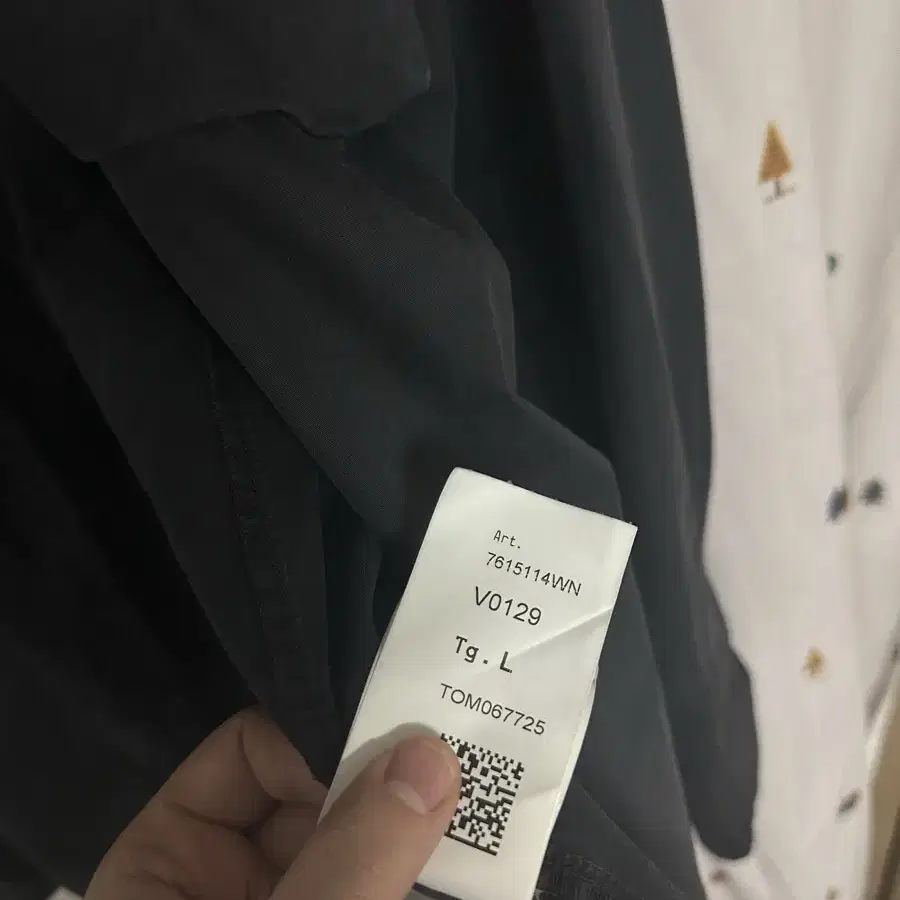 Art.
7615114WN
V0129
Tg. L
TOM067725